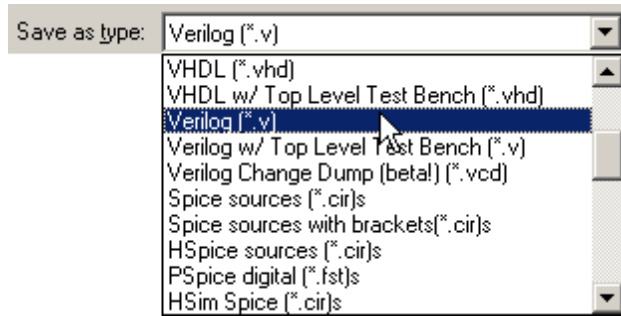 Save as type: Verilog (*.v)
VHDL (*.vhd)
VHDL w/ Top Level Test Bench (*.vhd)
Verilog (*.v)
Verilog w/ Top Level Test Bench (*.v)
Verilog Change Dump (beta!) (*.vcd)
Spice sources (*.cir)s
Spice sources with brackets(*.cir)s
HSpice sources (*.cir)s
PSpice digital (*.fst)s
HSim Spice (*.cir)s